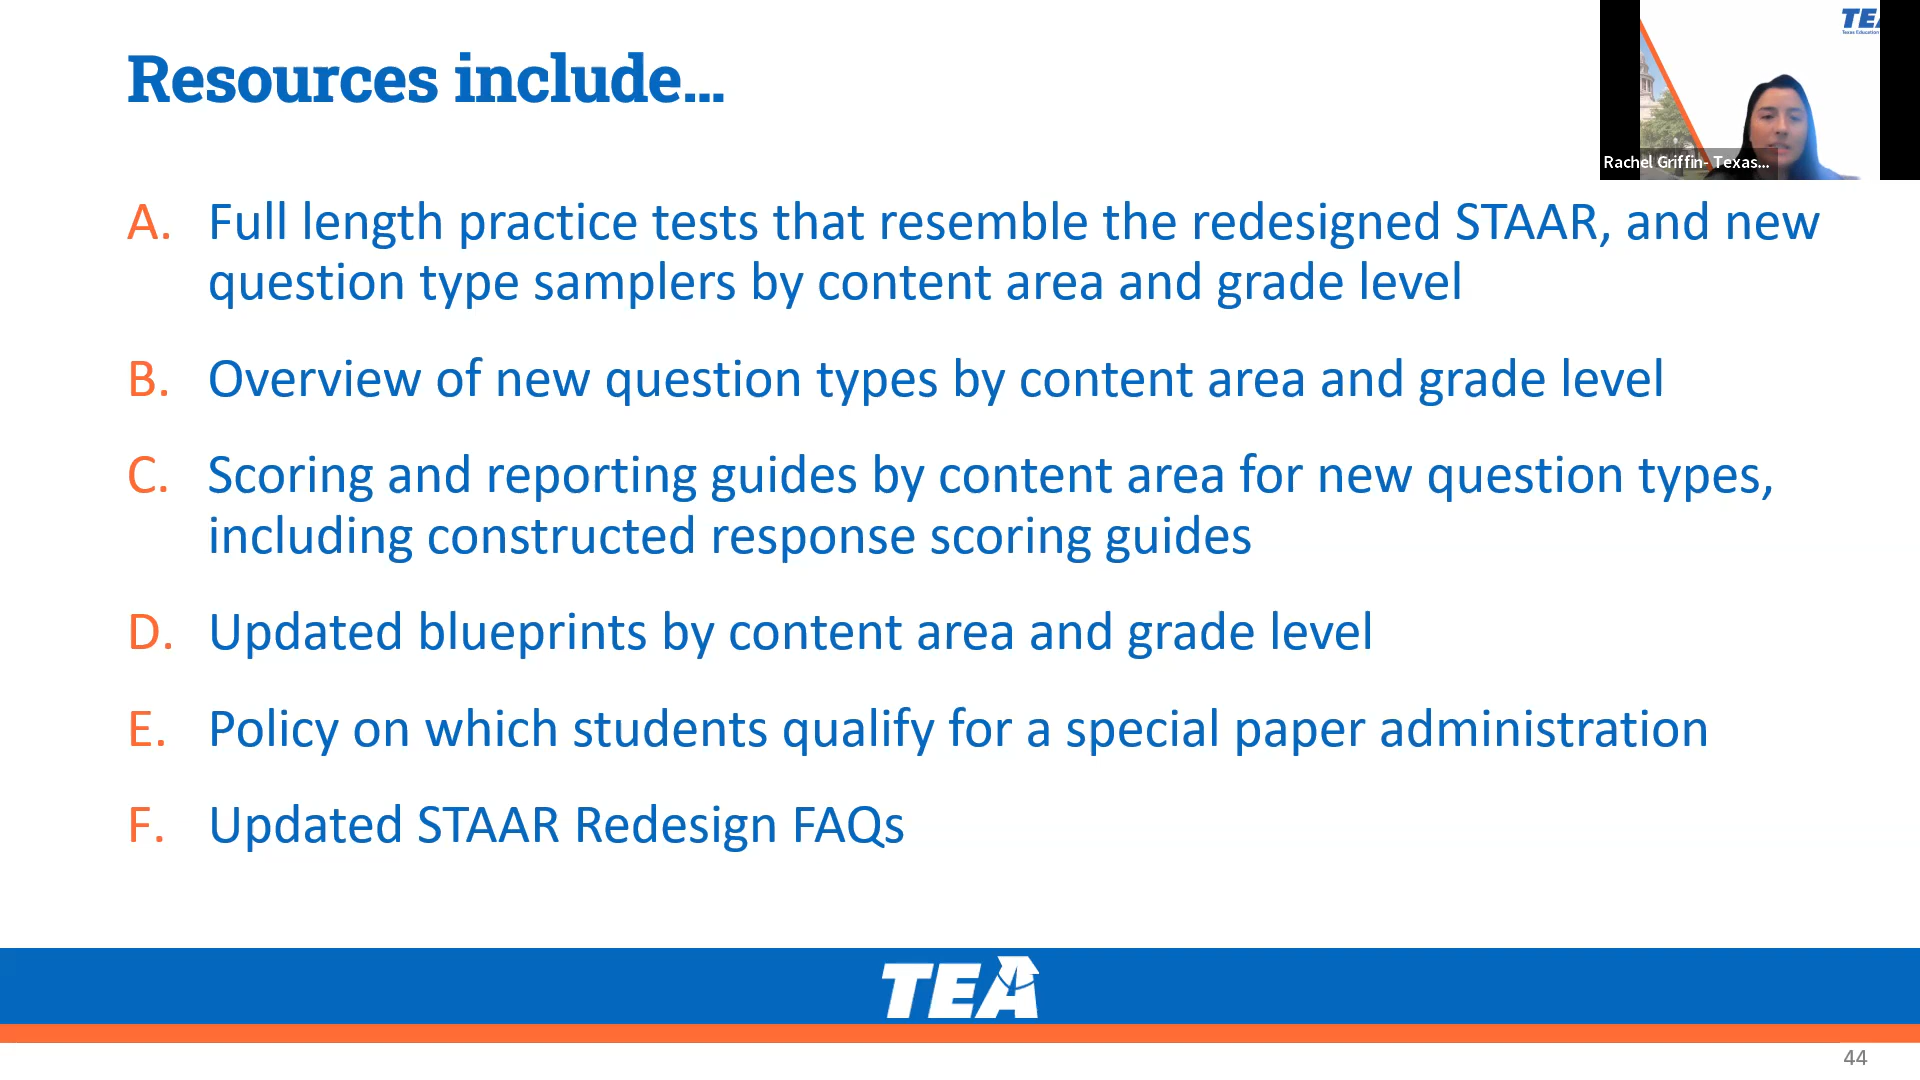 Resources include...
TEA
Texas Education
Rachel Griffin- Texas...
A. Full length practice tests that resemble the redesigned STAAR, and new
question type samplers by content area and grade level
B. Overview of new question types by content area and grade level
C. Scoring and reporting guides by content area for new question types,
including constructed response scoring guides
D. Updated blueprints by content area and grade level
E. Policy on which students qualify for a special paper administration
F. Updated STAAR Redesign FAQs
TEA
44